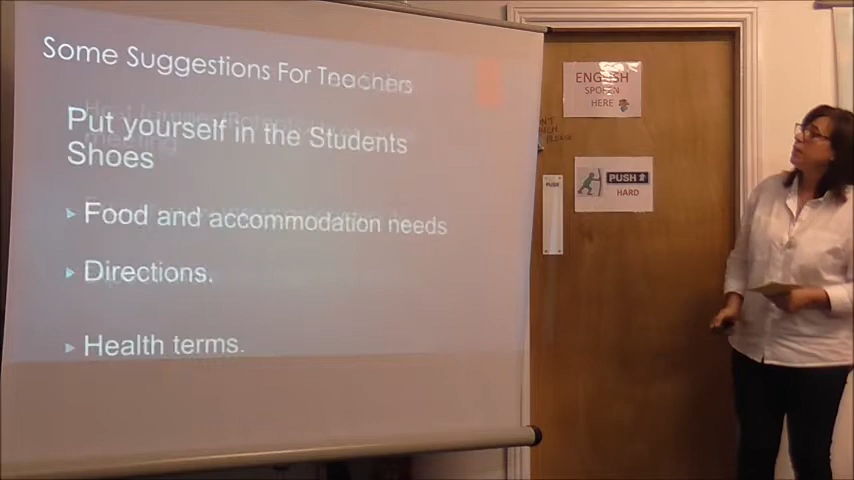 Some Suggestions For Teachers
Put yourself in the Students
Shoes
Food and accommodation needs
Directions.
Health terms.
ENGLISH
SPOKEN
HERE
PUSH
PUSH
HARD